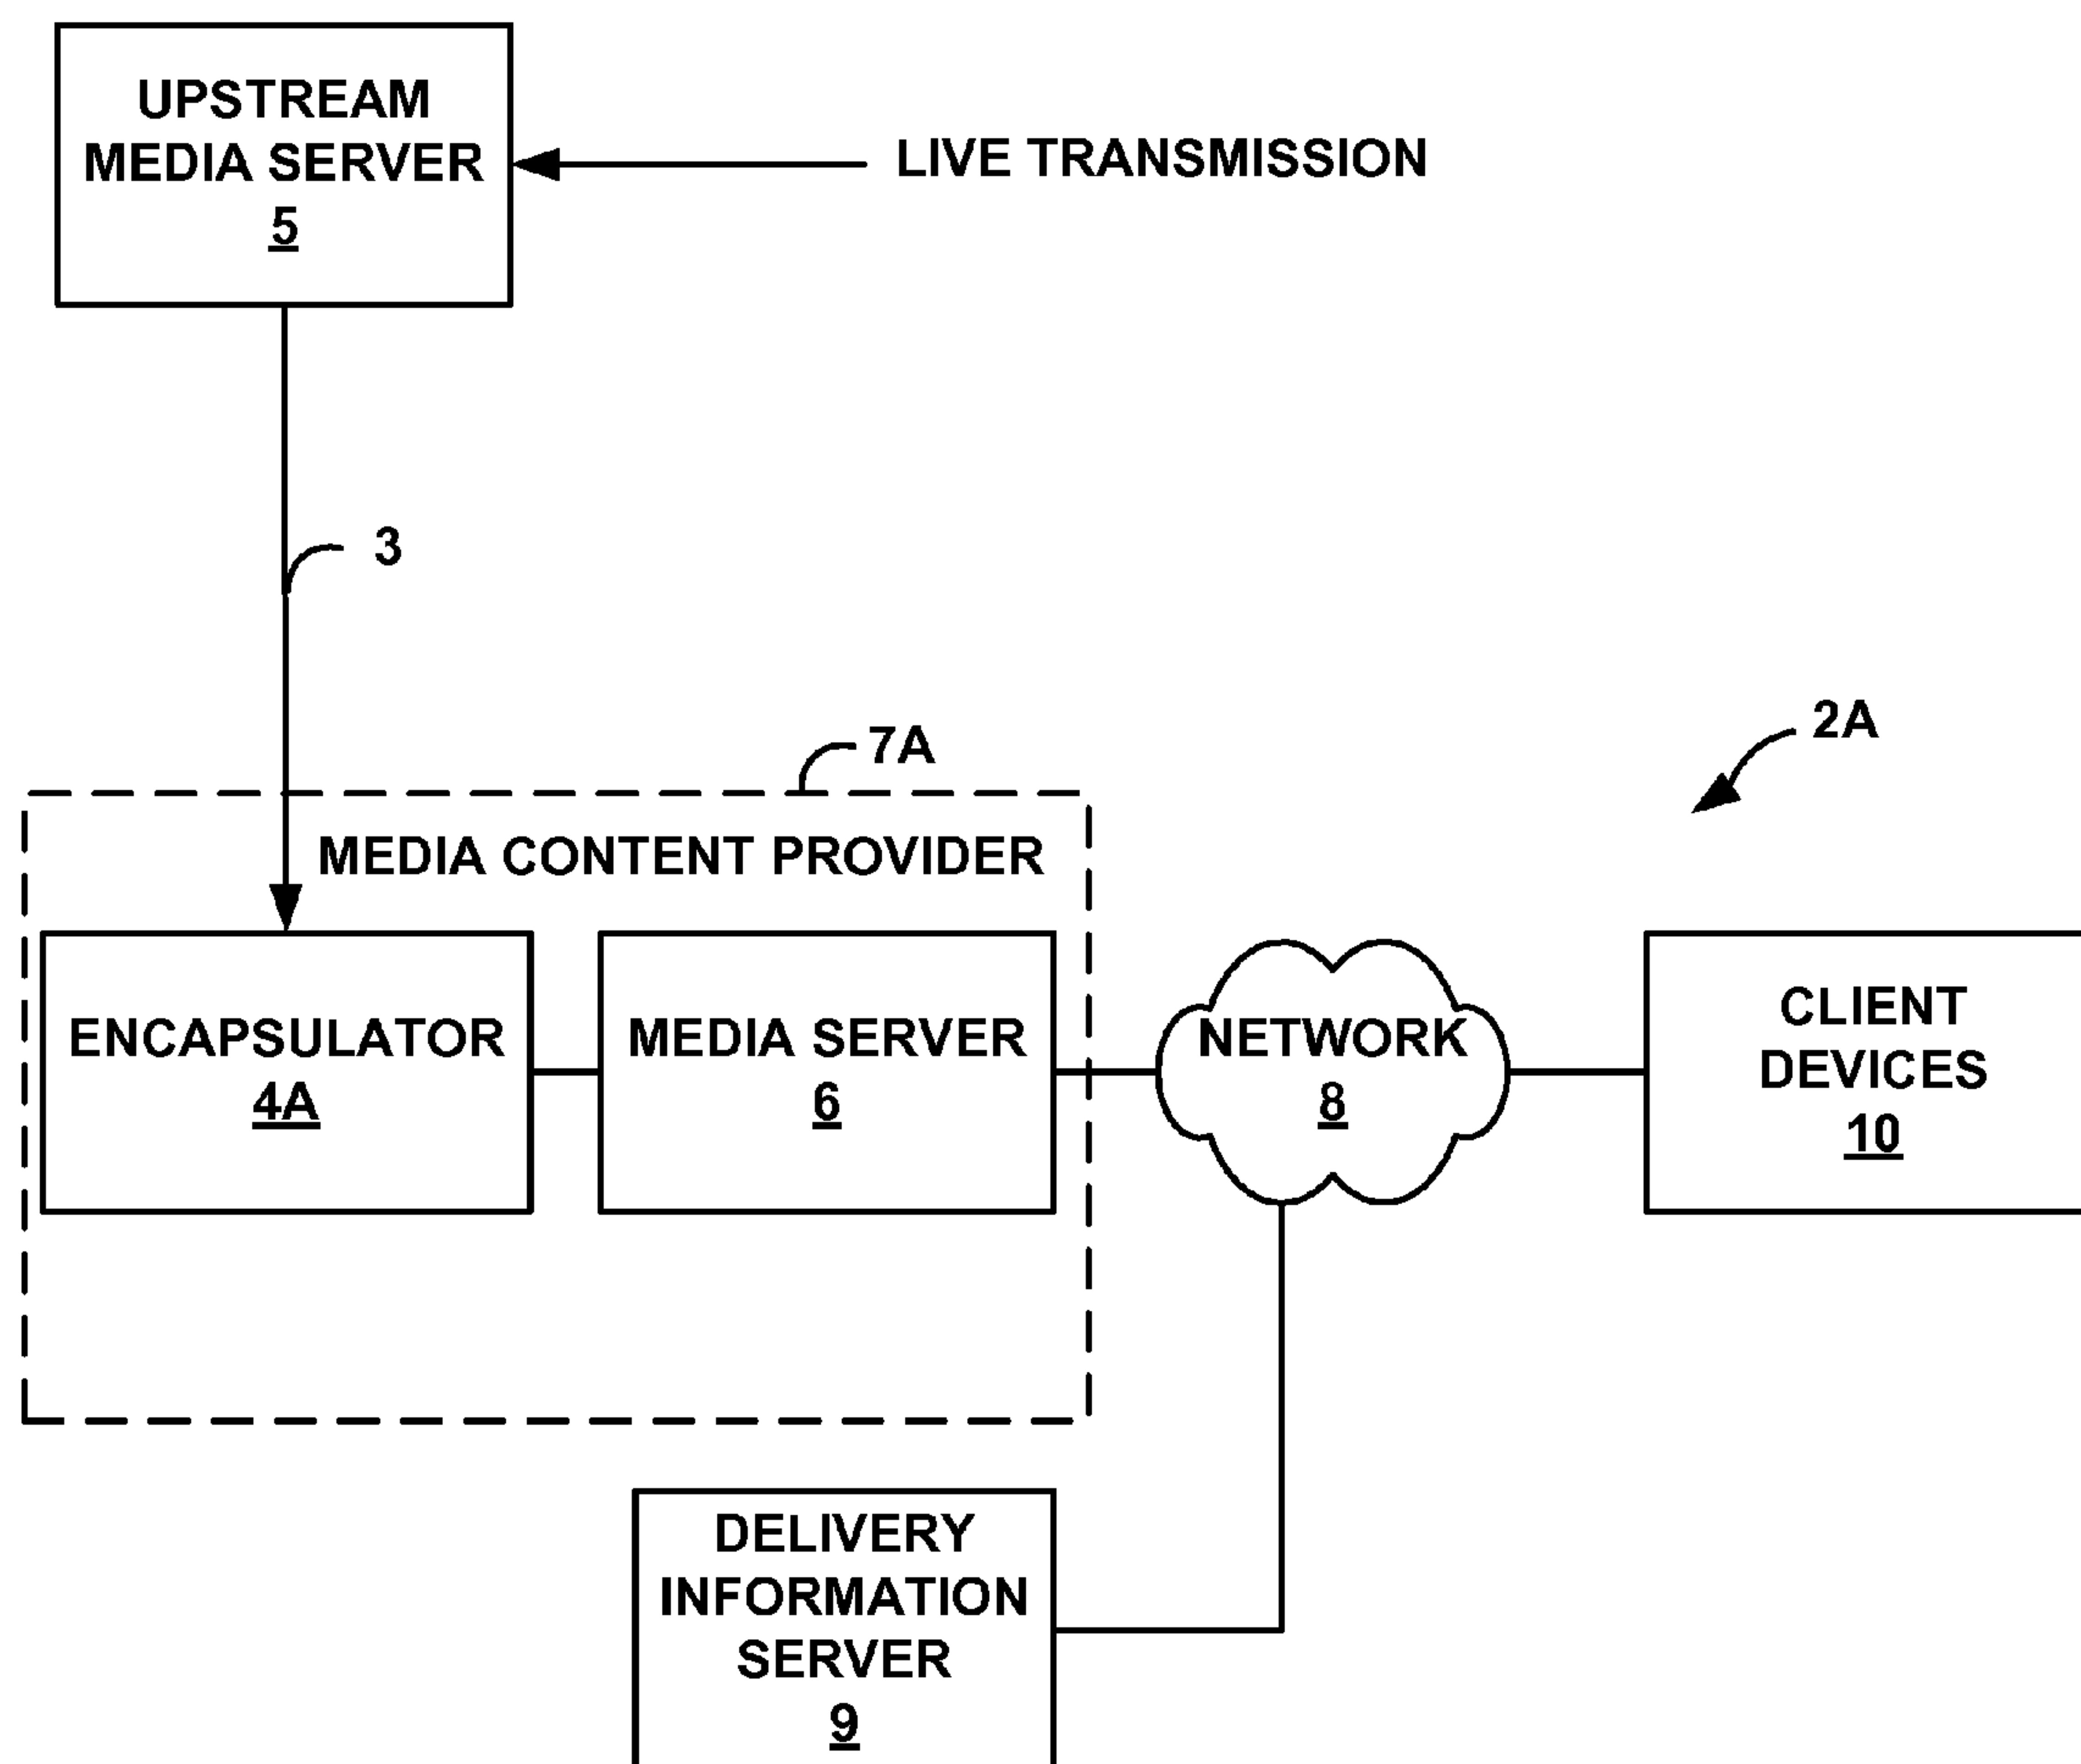 UPSTREAM
MEDIA SERVER
5
LIVE TRANSMISSION
3
7A
2A
MEDIA CONTENT PROVIDER
ENCAPSULATOR
4A
MEDIA SERVER
6
NETWORK
8
CLIENT
DEVICES
10
DELIVERY
INFORMATION
SERVER
9